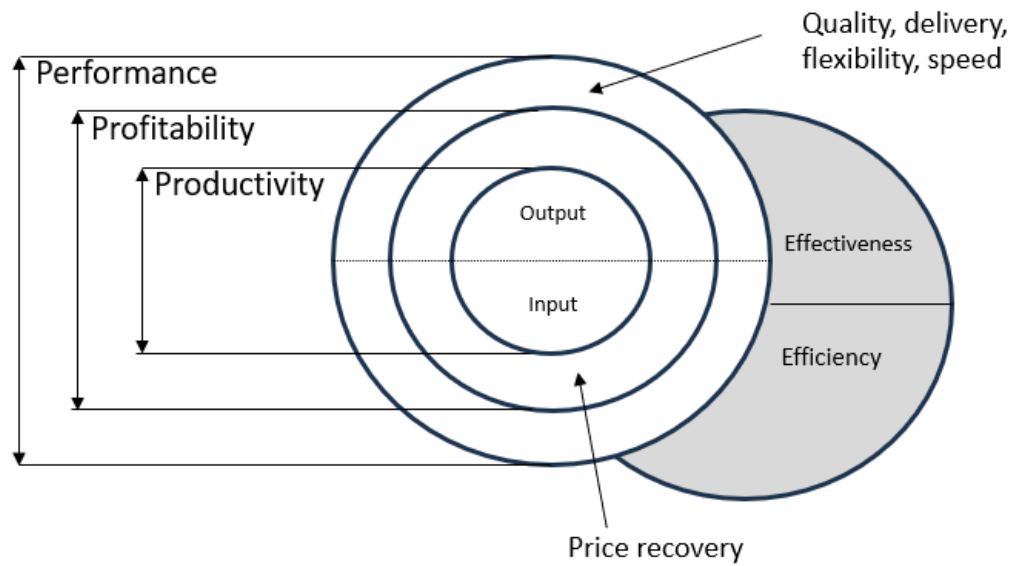 Quality, delivery,
flexibility, speed
Performance
Profitability
Productivity
Output
Effectiveness
Input
Efficiency
Price recovery